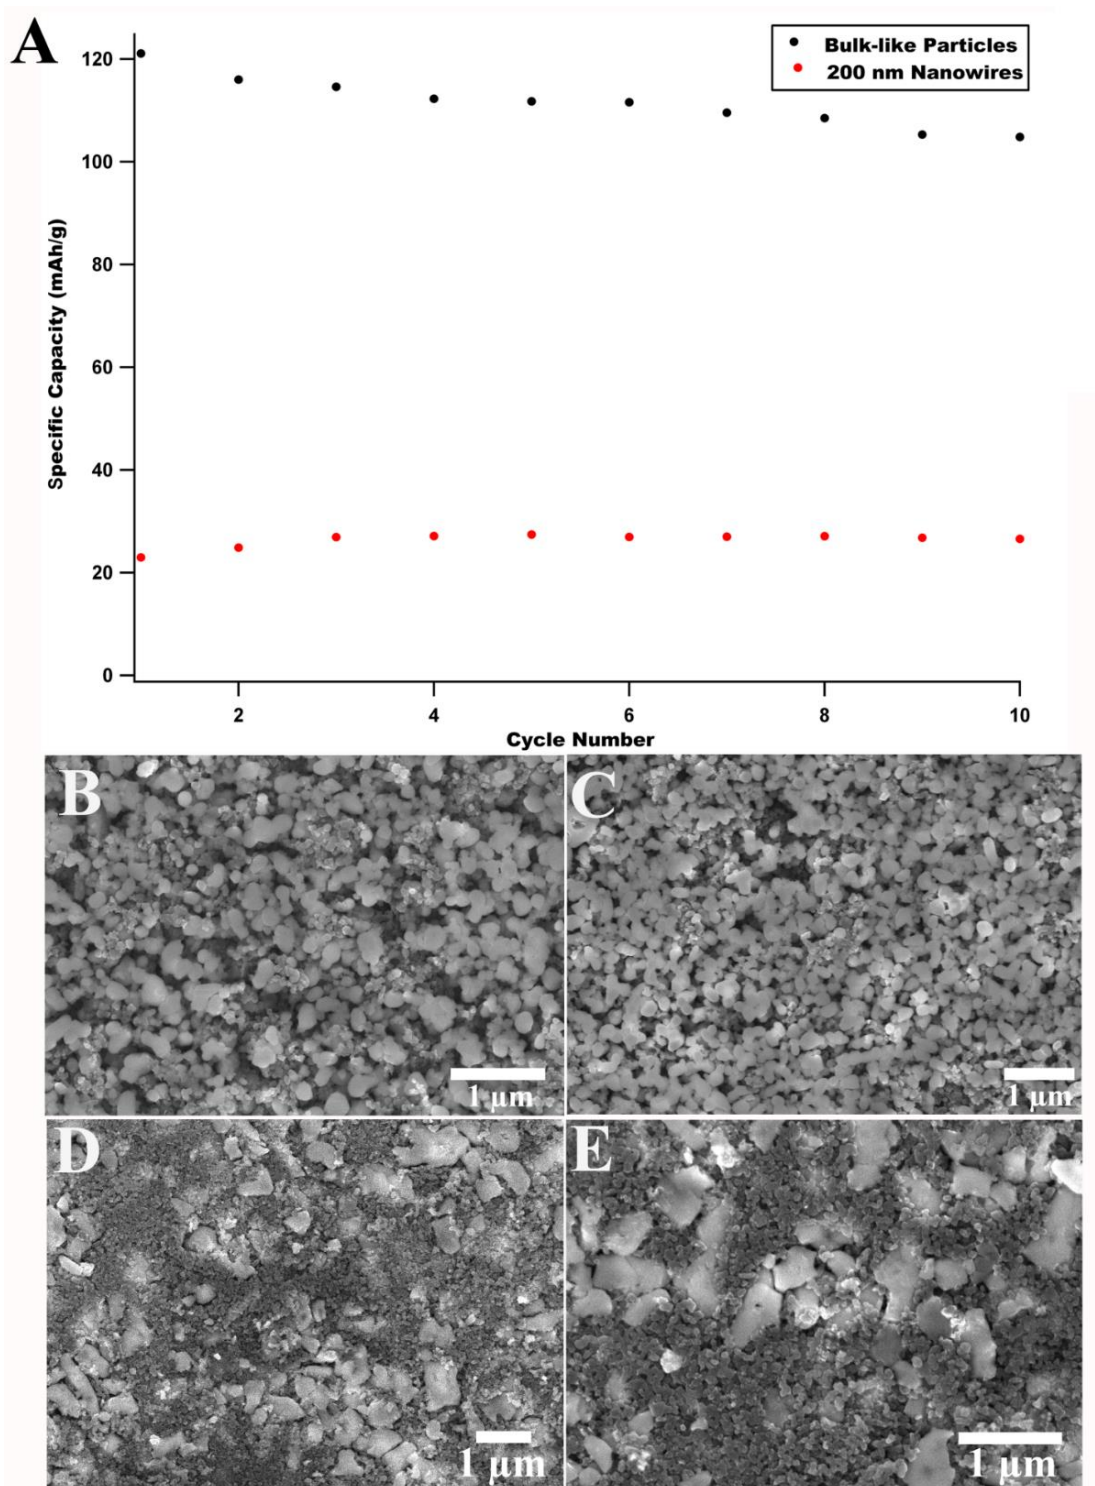 A
Bulk-like Particles
200 nm Nanowires
120
100
80
60
40
20
0
Specific Capacity (mAh/g)
2 4 6 8 10
Cycle Number
B C
1 µm 1 µm
D E
1 µm 1 µm